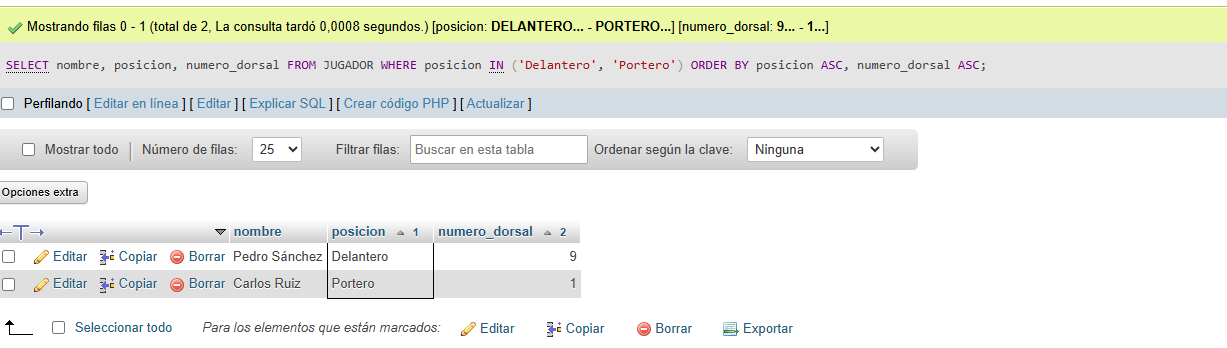 Mostrando filas 0 - 1 (total de 2, La consulta tardó 0,0008 segundos.) [posicion: DELANTERO... - PORTERO...] [numero_dorsal: 9... - 1...]
SELECT nombre, posicion, numero_dorsal FROM JUGADOR WHERE posicion IN ('Delantero', 'Portero') ORDER BY posicion ASC, numero_dorsal ASC;
Perfilando [ Editar en línea ] [ Editar ] [ Explicar SQL ] [ Crear código PHP ] [ Actualizar ]
Mostrar todo Número de filas: 25 Filtrar filas: Buscar en esta tabla Ordenar según la clave: Ninguna
Opciones extra
nombre posicion 1 numero_dorsal 2
Editar Copiar Borrar Pedro Sánchez Delantero 9
Editar Copiar Borrar Carlos Ruiz Portero 1
Seleccionar todo Para los elementos que están marcados: Editar Copiar Borrar Exportar